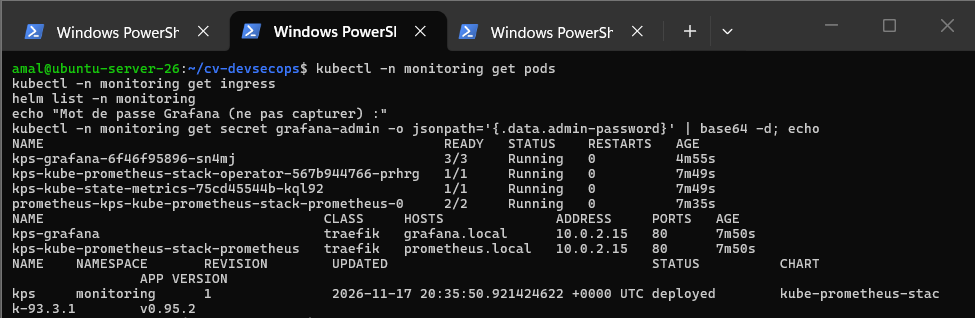 Windows PowerSh
Windows PowerSl
Windows PowerSh
amal@ubuntu-server-26:~/cv-devsecops$ kubectl -n monitoring get pods
kubectl -n monitoring get ingress
helm list -n monitoring
echo "Mot de passe Grafana (ne pas capturer) :"
kubectl -n monitoring get secret grafana-admin -o jsonpath='{.data.admin-password}' | base64 -d; echo
NAME READY STATUS RESTARTS AGE
kps-grafana-6f46f95896-sn4mj 3/3 Running 0 4m55s
kps-kube-prometheus-stack-operator-567b944766-prhrg 1/1 Running 0 7m49s
kps-kube-state-metrics-75cd45544b-kql92 1/1 Running 0 7m49s
prometheus-kps-kube-prometheus-stack-prometheus-0 2/2 Running 0 7m35s
NAME CLASS HOSTS ADDRESS PORTS AGE
kps-grafana traefik grafana.local 10.0.2.15 80 7m50s
kps-kube-prometheus-stack-prometheus traefik prometheus.local 10.0.2.15 80 7m50s
NAME NAMESPACE REVISION UPDATED STATUS CHART
APP VERSION
kps monitoring 1 2026-11-17 20:35:50.921424622 +0000 UTC deployed kube-prometheus-stac
k-93.3.1 v0.95.2